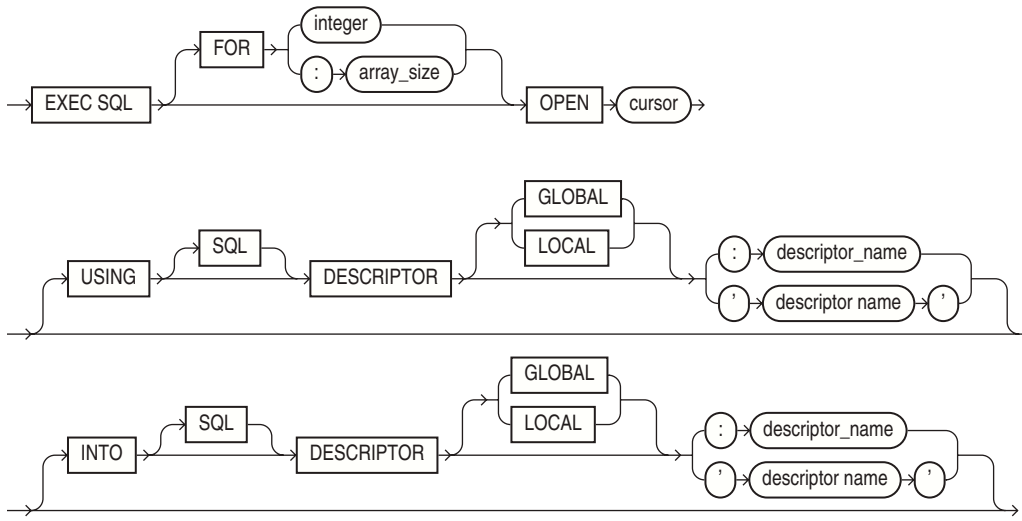 integer
FOR
: array_size
EXEC SQL OPEN cursor
GLOBAL
SQL LOCAL : descriptor_name
USING DESCRIPTOR ' descriptor name '
GLOBAL
SQL LOCAL : descriptor_name
INTO DESCRIPTOR ' descriptor name '